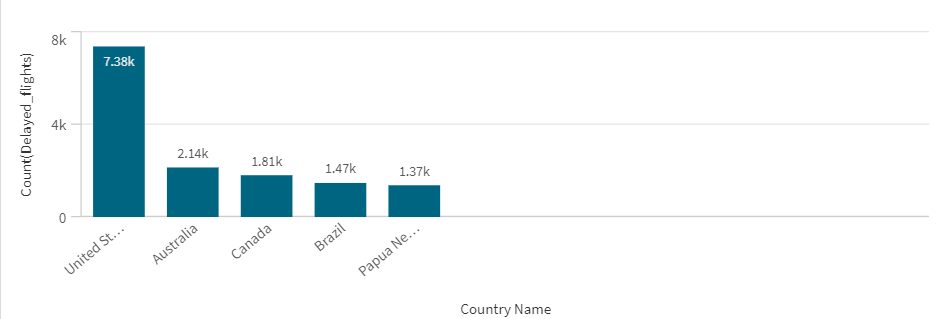 Count(Delayed_flights)
8k
4k
0
7.38k
2.14k
1.81k
1.47k
1.37k
United St...
Australia
Canada
Brazil
Papua Ne...
Country Name